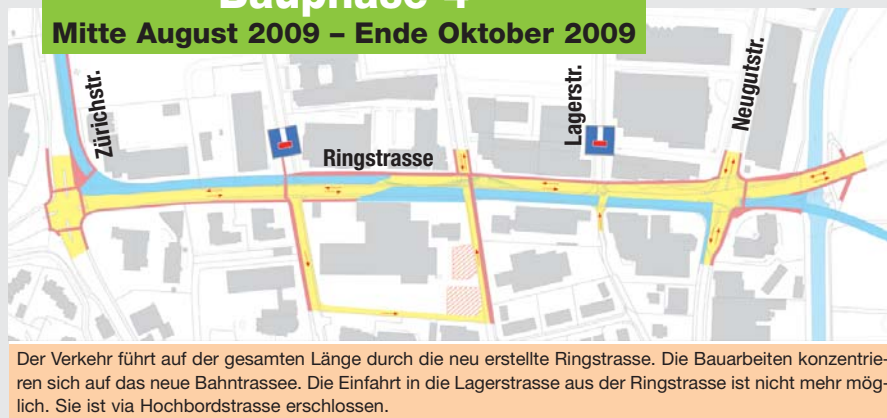 Bauphase 4
Mitte August 2009 – Ende Oktober 2009
Zürichstr.
Ringstrasse
Lagerstr.
Neugutstr.
Der Verkehr führt auf der gesamten Länge durch die neu erstellte Ringstrasse. Die Bauarbeiten konzentrie-
ren sich auf das neue Bahntrassee. Die Einfahrt in die Lagerstrasse aus der Ringstrasse ist nicht mehr mög-
lich. Sie ist via Hochbordstrasse erschlossen.